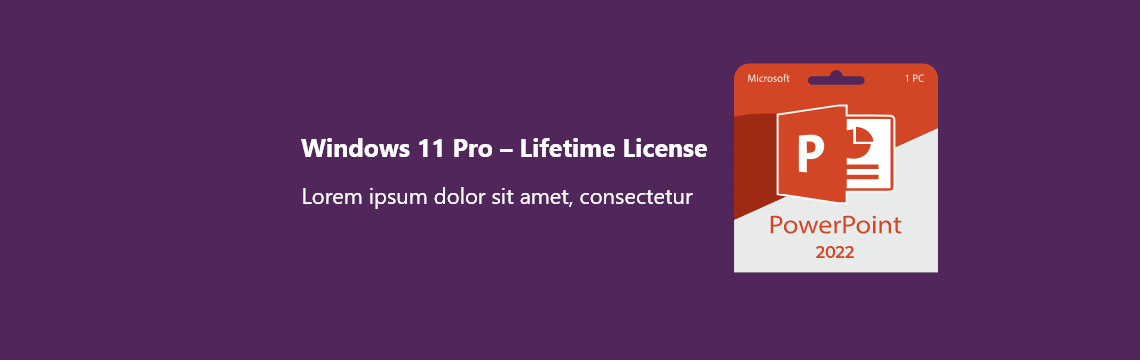 Windows 11 Pro – Lifetime License
Lorem ipsum dolor sit amet, consectetur
Microsoft
1 PC
P
PowerPoint
2022